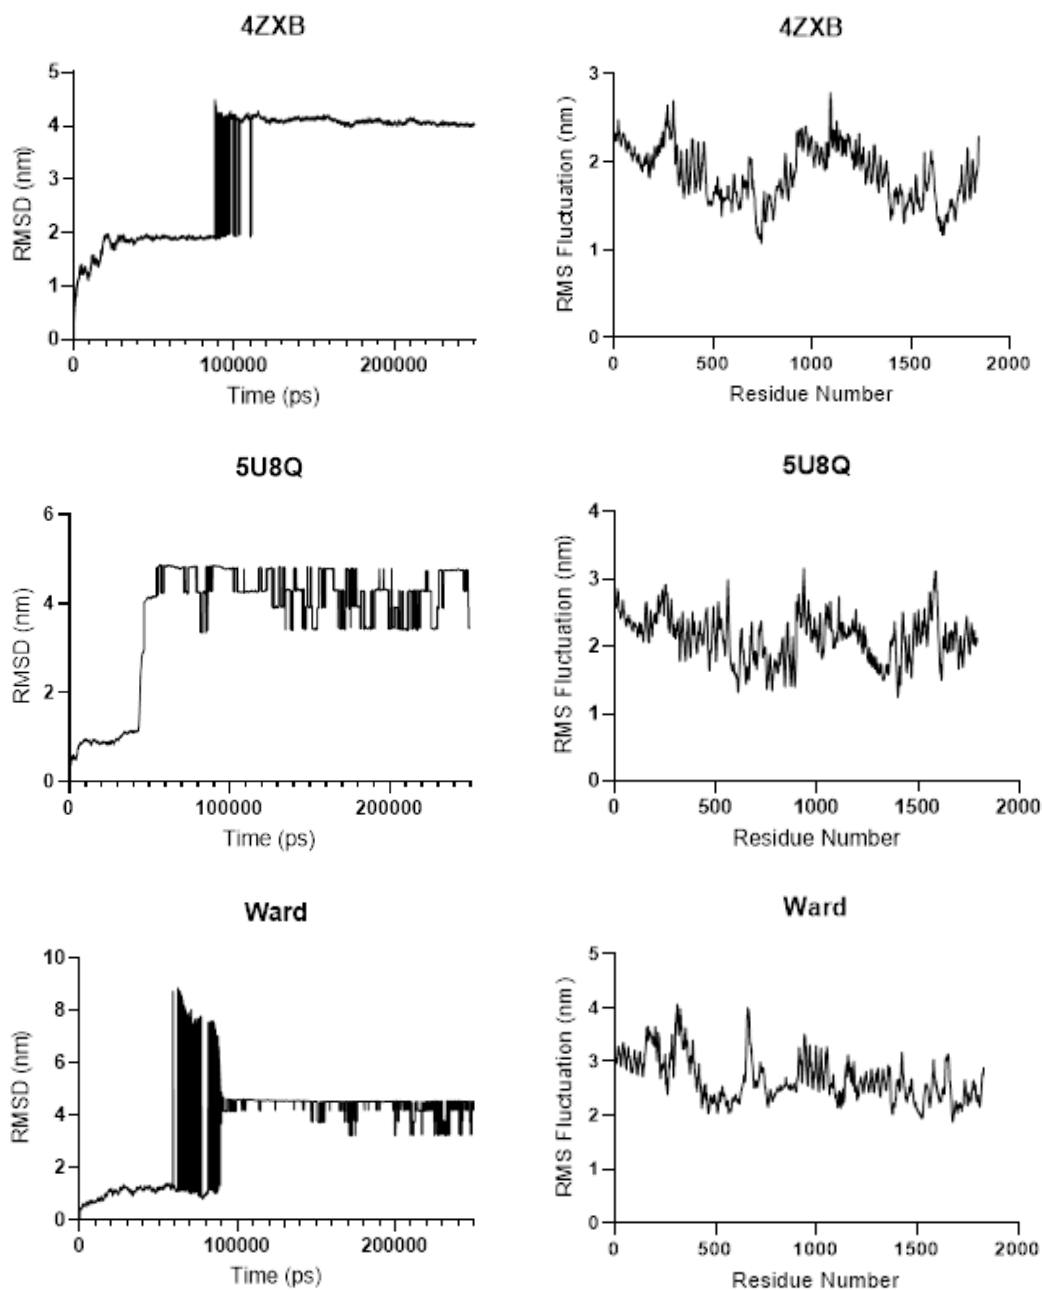 4ZXB
5
4
3
2
1
0
RMSD (nm)
0 100000 200000
Time (ps)
4ZXB
3
2
1
0
RMS Fluctuation (nm)
0 500 1000 1500 2000
Residue Number
5U8Q
6
4
2
0
RMSD (nm)
0 100000 200000
Time (ps)
5U8Q
4
3
2
1
0
RMS Fluctuation (nm)
0 500 1000 1500 2000
Residue Number
Ward
10
8
6
4
2
0
RMSD (nm)
0 100000 200000
Time (ps)
Ward
5
4
3
2
1
0
RMS Fluctuation (nm)
0 500 1000 1500 2000
Residue Number